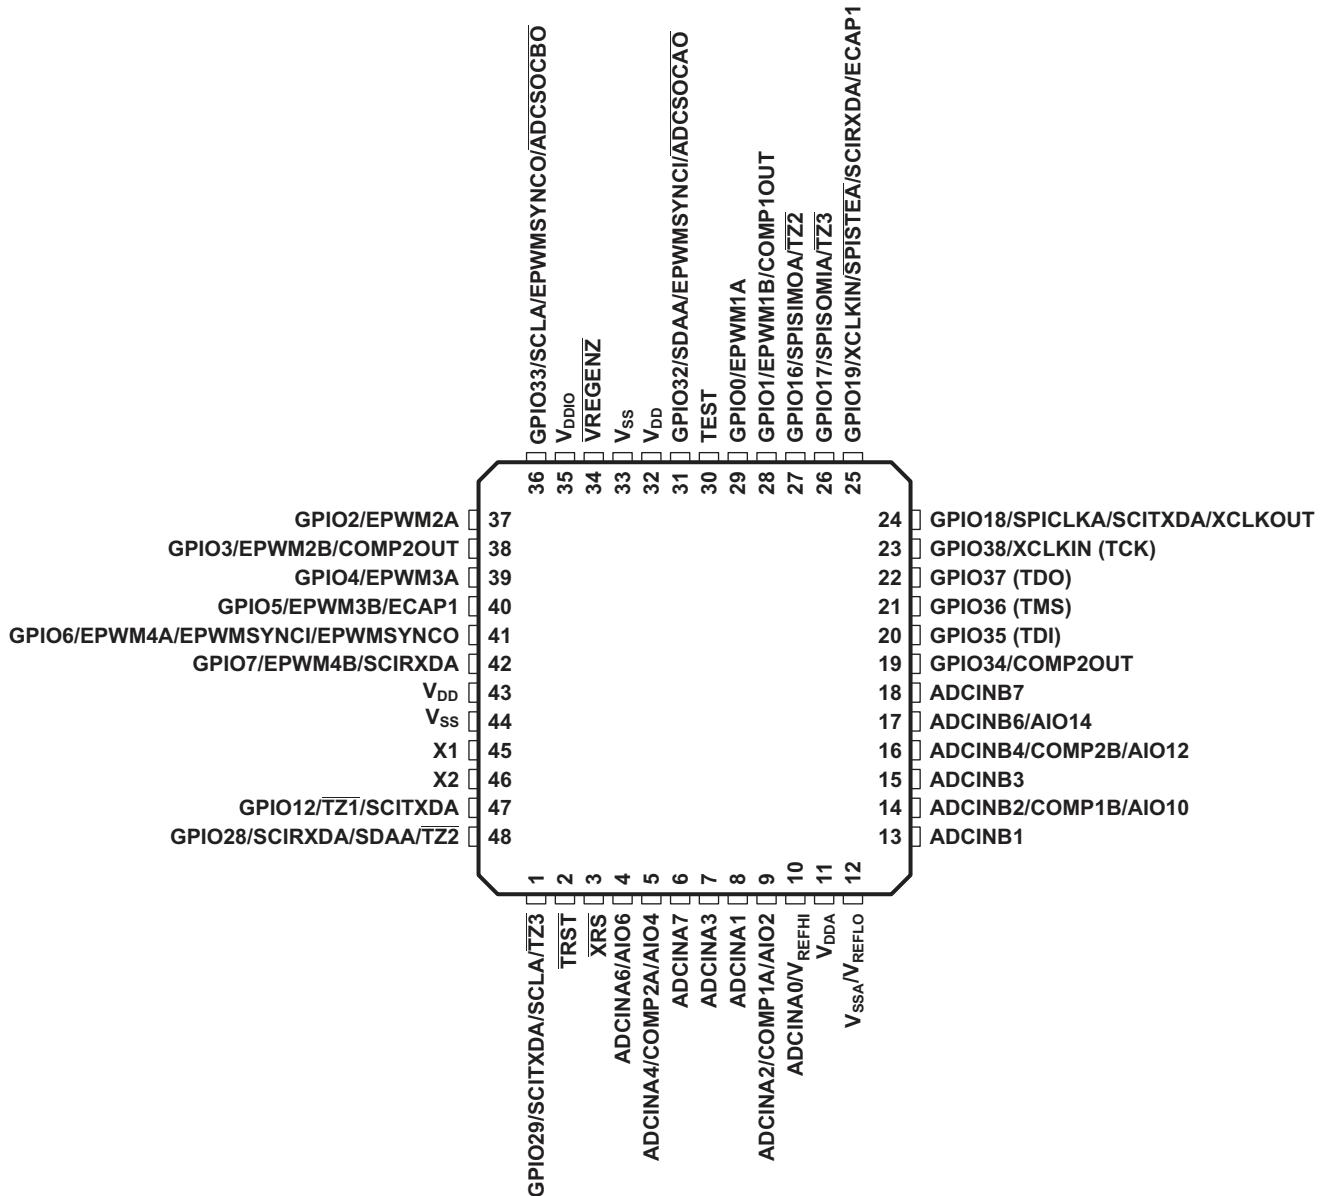 GPIO33/SCLA/EPWMSYNCO/ADCSOCBO
VDDIO
VREGENZ
VSS
VDD
GPIO32/SDAA/EPWMSYNCI/ADCSOCAO
TEST
GPIO0/EPWM1A
GPIO1/EPWM1B/COMP1OUT
GPIO16/SPISIMOA/TZ2
GPIO17/SPISOMIA/TZ3
GPIO19/XCLKIN/SPISTEA/SCIRXDA/ECAP1
36
35
34
33
32
31
30
29
28
27
26
25
GPIO2/EPWM2A 37
GPIO3/EPWM2B/COMP2OUT 38
GPIO4/EPWM3A 39
GPIO5/EPWM3B/ECAP1 40
GPIO6/EPWM4A/EPWMSYNCI/EPWMSYNCO 41
GPIO7/EPWM4B/SCIRXDA 42
VDD 43
VSS 44
X1 45
X2 46
GPIO12/TZ1/SCITXDA 47
GPIO28/SCIRXDA/SDAA/TZ2 48
24 GPIO18/SPICLKA/SCITXDA/XCLKOUT
23 GPIO38/XCLKIN (TCK)
22 GPIO37 (TDO)
21 GPIO36 (TMS)
20 GPIO35 (TDI)
19 GPIO34/COMP2OUT
18 ADCINB7
17 ADCINB6/AIO14
16 ADCINB4/COMP2B/AIO12
15 ADCINB3
14 ADCINB2/COMP1B/AIO10
13 ADCINB1
1
2
3
4
5
6
7
8
9
10
11
12
GPIO29/SCITXDA/SCLA/TZ3
TRST
XRS
ADCINA6/AIO6
ADCINA4/COMP2A/AIO4
ADCINA7
ADCINA3
ADCINA1
ADCINA2/COMP1A/AIO2
ADCINA0/VREFHI
VDDA
VSSA/VREFLO